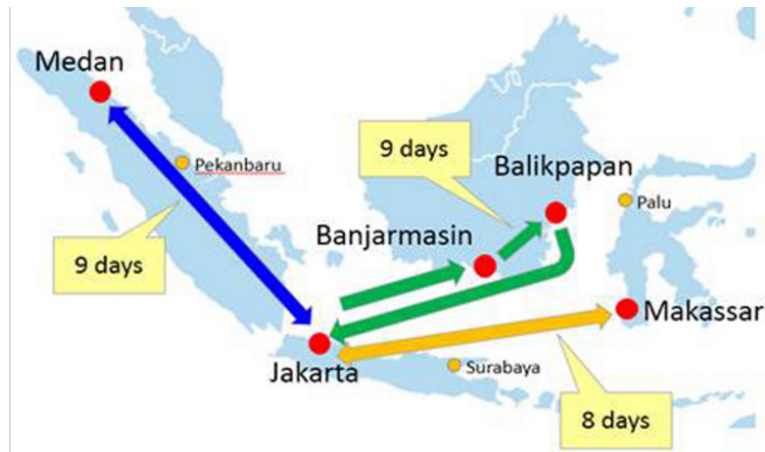 Medan
Pekanbaru
9 days
Balikpapan
Palu
Banjarmasin
9 days
Makassar
Jakarta
Surabaya
8 days